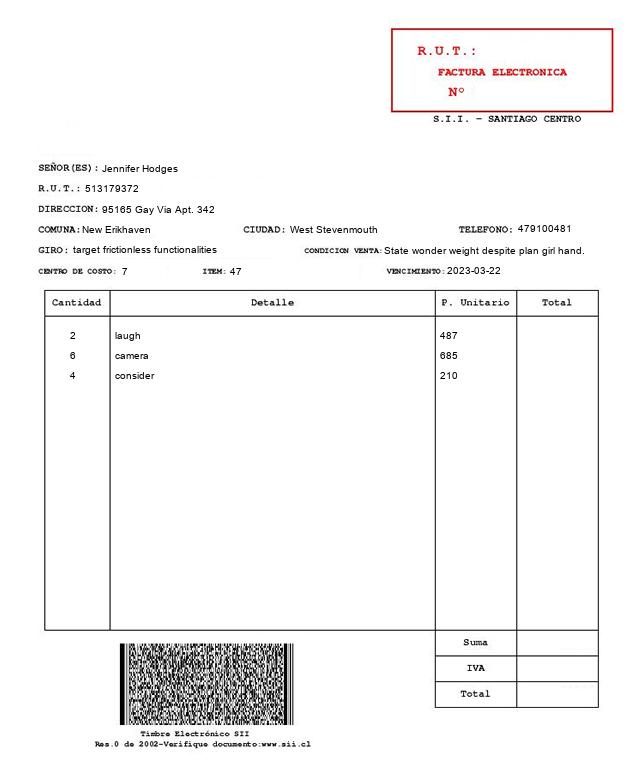 R.U.T.:
FACTURA ELECTRONICA
Nº
S.I.I. - SANTIAGO CENTRO
SEÑOR(ES): Jennifer Hodges
R.U.T.: 513179372
DIRECCION: 95165 Gay Via Apt. 342
COMUNA: New Erikhaven CIUDAD: West Stevenmouth TELEFONO: 479100481
GIRO: target frictionless functionalities CONDICION VENTA: State wonder weight despite plan girl hand.
CENTRO DE COSTO: 7 ITEM: 47 VENCIMIENTO: 2023-03-22
Cantidad Detalle P. Unitario Total
2 laugh 487
6 camera 685
4 consider 210
Suma
IVA
Total
Timbre Electrónico SII
Res.0 de 2002-Verifique documento:www.sii.cl